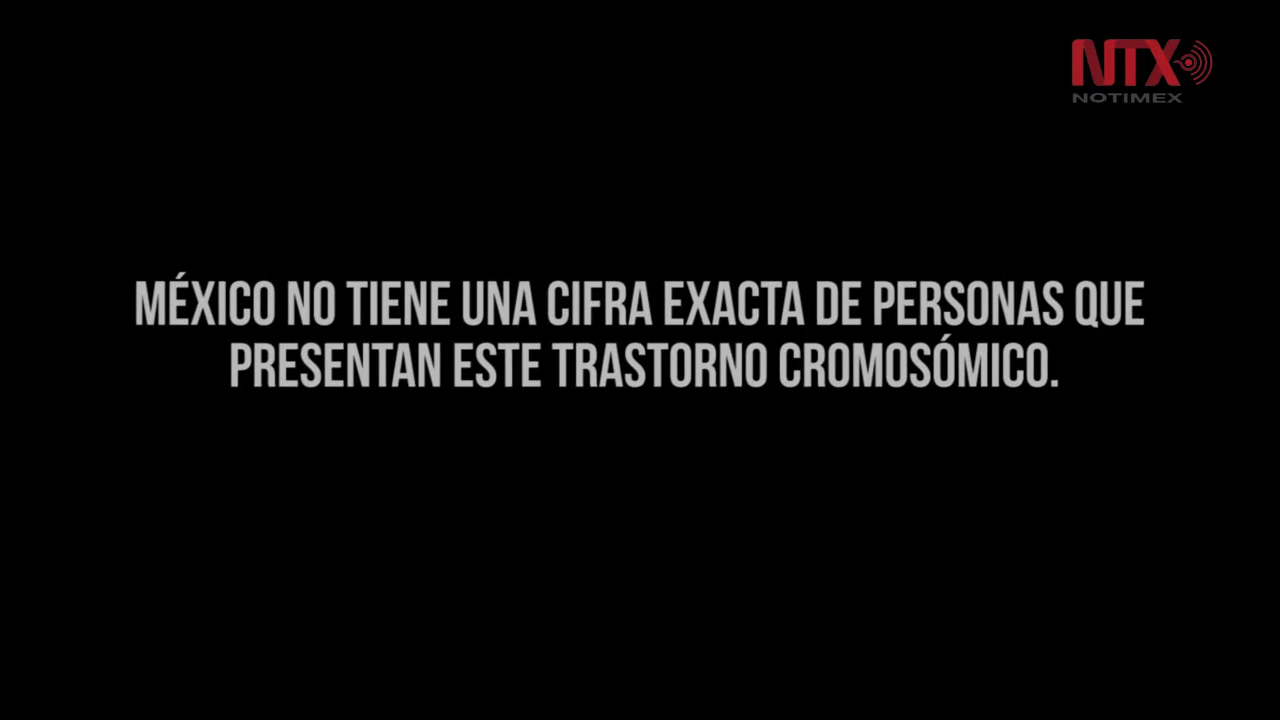 NTX
NOTIMEX
MÉXICO NO TIENE UNA CIFRA EXACTA DE PERSONAS QUE
PRESENTAN ESTE TRASTORNO CROMOSÓMICO.